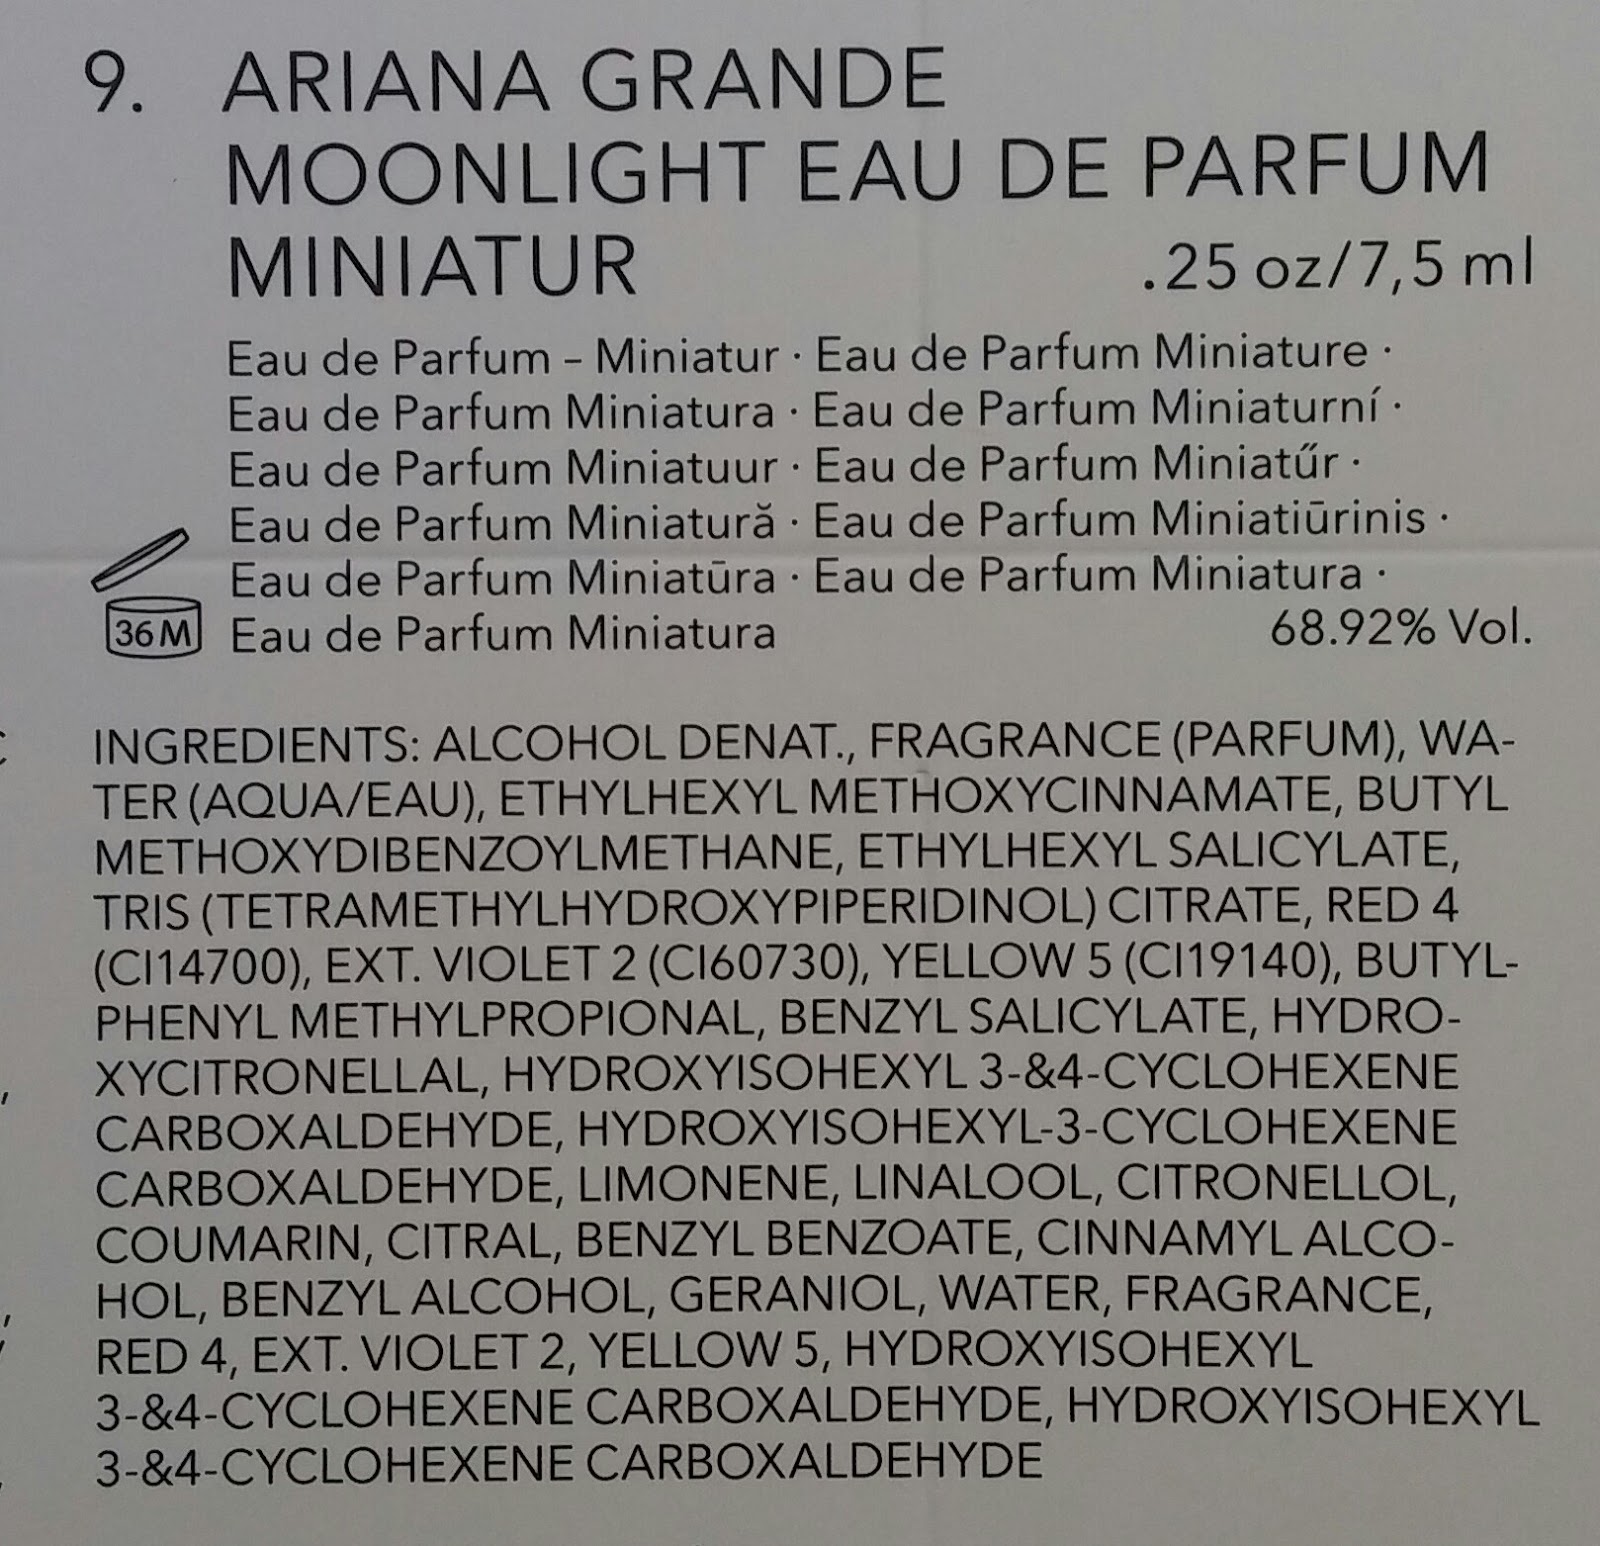 9. ARIANA GRANDE
MOONLIGHT EAU DE PARFUM
MINIATUR .25 oz/7,5 ml
Eau de Parfum – Miniatur · Eau de Parfum Miniature ·
Eau de Parfum Miniatura · Eau de Parfum Miniaturní ·
Eau de Parfum Miniatuur · Eau de Parfum Miniatűr ·
Eau de Parfum Miniatură · Eau de Parfum Miniatiūrinis ·
Eau de Parfum Miniatūra · Eau de Parfum Miniatura ·
36M Eau de Parfum Miniatura 68.92% Vol.
INGREDIENTS: ALCOHOL DENAT., FRAGRANCE (PARFUM), WA-
TER (AQUA/EAU), ETHYLHEXYL METHOXYCINNAMATE, BUTYL
METHOXYDIBENZOYLMETHANE, ETHYLHEXYL SALICYLATE,
TRIS (TETRAMETHYLHYDROXYPIPERIDINOL) CITRATE, RED 4
(CI14700), EXT. VIOLET 2 (CI60730), YELLOW 5 (CI19140), BUTYL-
PHENYL METHYLPROPIONAL, BENZYL SALICYLATE, HYDRO-
XYCITRONELLAL, HYDROXYISOHEXYL 3-&4-CYCLOHEXENE
CARBOXALDEHYDE, HYDROXYISOHEXYL-3-CYCLOHEXENE
CARBOXALDEHYDE, LIMONENE, LINALOOL, CITRONELLOL,
COUMARIN, CITRAL, BENZYL BENZOATE, CINNAMYL ALCO-
HOL, BENZYL ALCOHOL, GERANIOL, WATER, FRAGRANCE,
RED 4, EXT. VIOLET 2, YELLOW 5, HYDROXYISOHEXYL
3-&4-CYCLOHEXENE CARBOXALDEHYDE, HYDROXYISOHEXYL
3-&4-CYCLOHEXENE CARBOXALDEHYDE